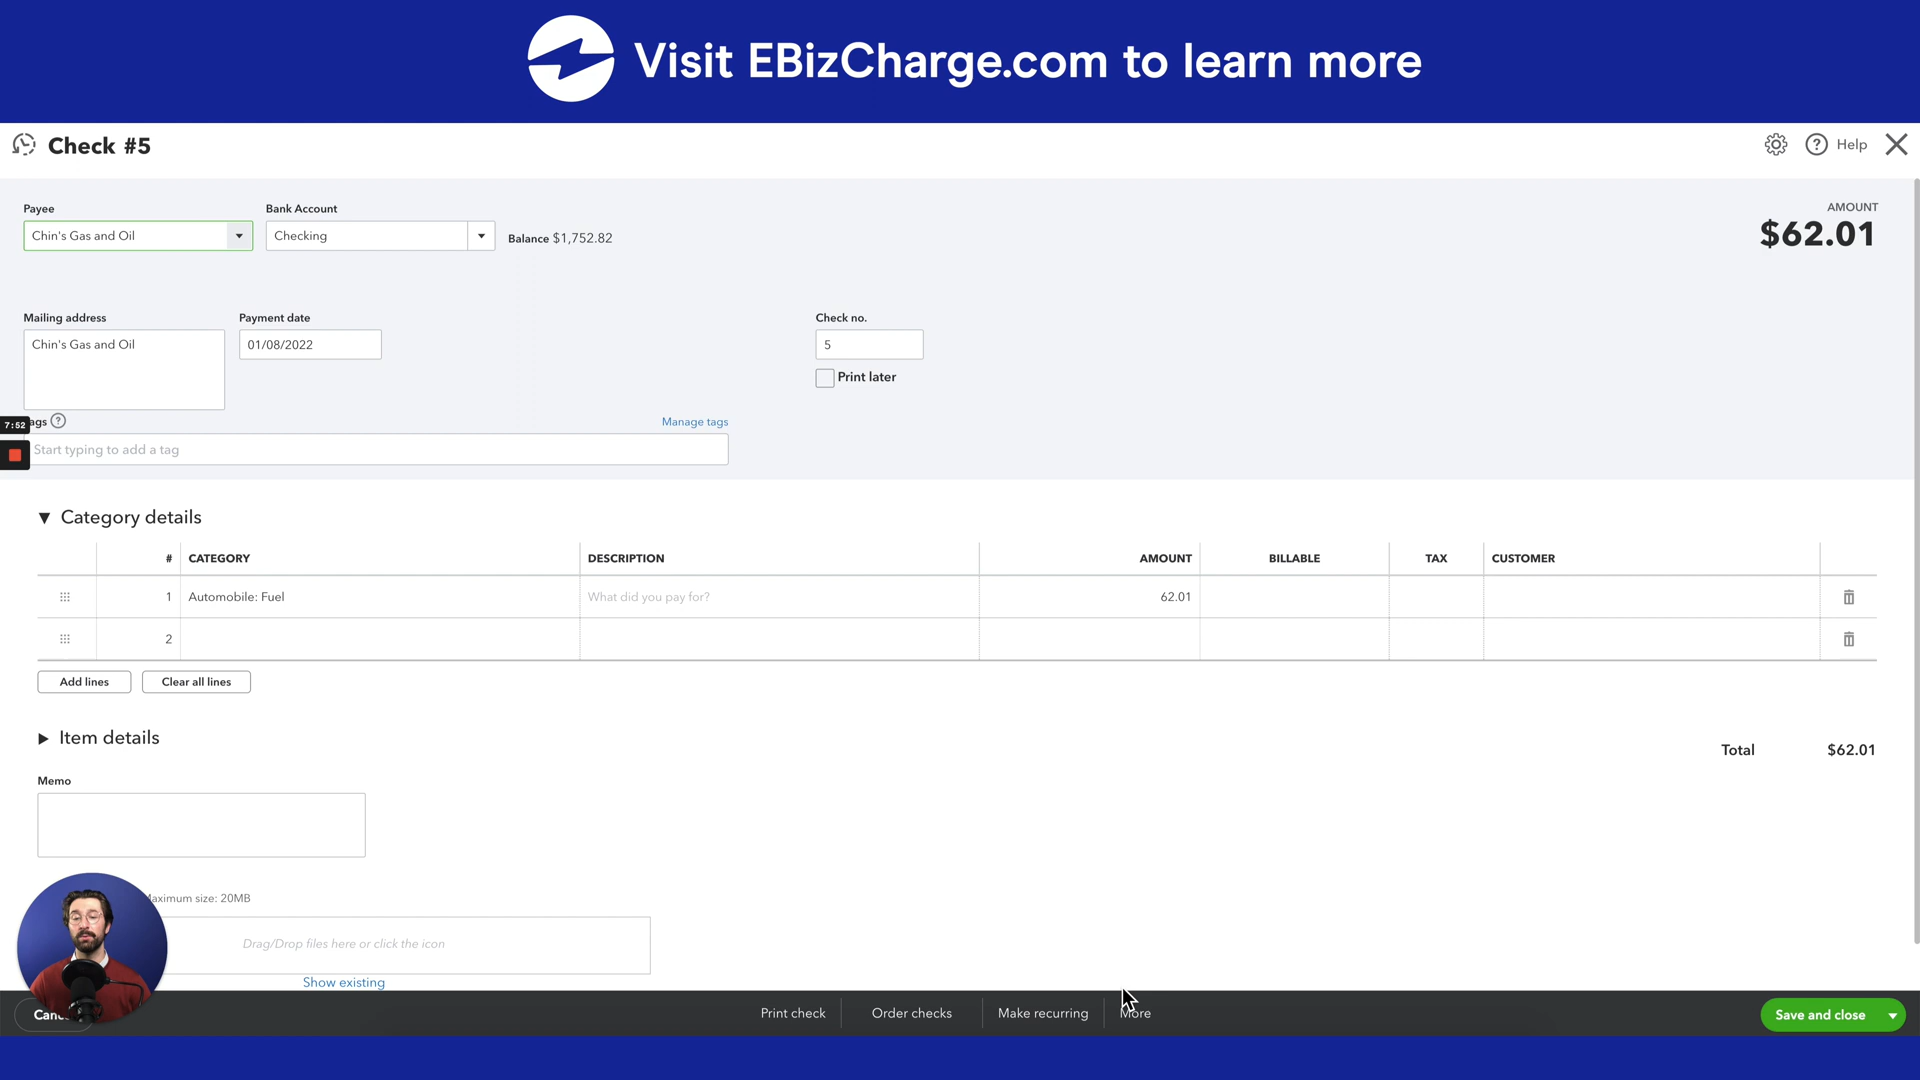 Visit EBizCharge.com to learn more
Check #5
Help
Payee
Bank Account
AMOUNT
Chin's Gas and Oil
Checking
Balance $1,752.82
$62.01
Mailing address
Payment date
Check no.
Chin's Gas and Oil
01/08/2022
5
Print later
7:52
ags
Manage tags
Start typing to add a tag
Category details
# CATEGORY DESCRIPTION AMOUNT BILLABLE TAX CUSTOMER
1 Automobile: Fuel What did you pay for? 62.01
2
Add lines
Clear all lines
Item details
Total $62.01
Memo
aximum size: 20MB
Drag/Drop files here or click the icon
Show existing
Canc
Print check
Order checks
Make recurring
More
Save and close